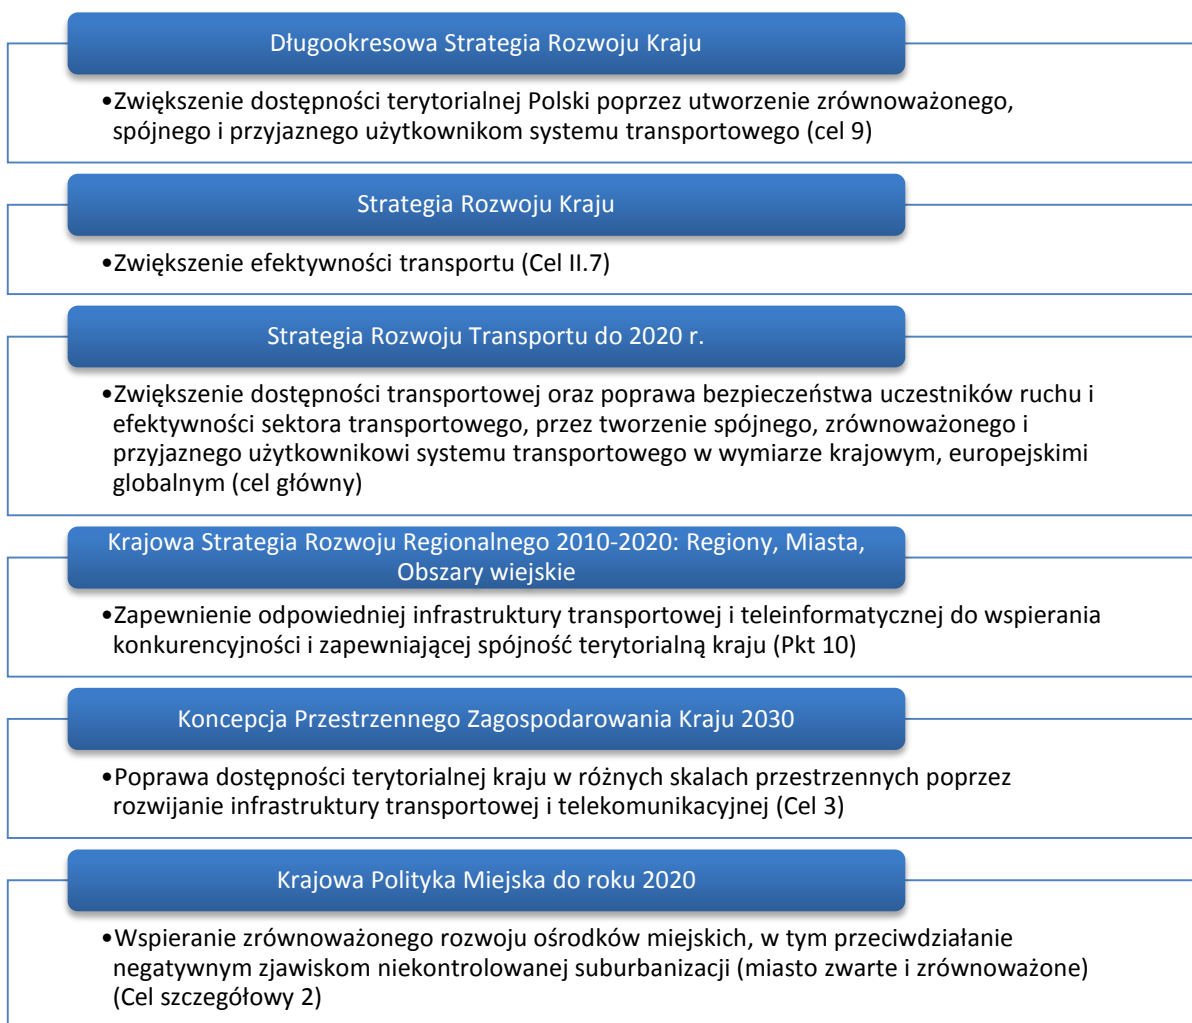 Długookresowa Strategia Rozwoju Kraju
•Zwiększenie dostępności terytorialnej Polski poprzez utworzenie zrównoważonego,
spójnego i przyjaznego użytkownikom systemu transportowego (cel 9)
Strategia Rozwoju Kraju
•Zwiększenie efektywności transportu (Cel II.7)
Strategia Rozwoju Transportu do 2020 r.
•Zwiększenie dostępności transportowej oraz poprawa bezpieczeństwa uczestników ruchu i
efektywności sektora transportowego, przez tworzenie spójnego, zrównoważonego i
przyjaznego użytkownikowi systemu transportowego w wymiarze krajowym, europejskimi
globalnym (cel główny)
Krajowa Strategia Rozwoju Regionalnego 2010-2020: Regiony, Miasta,
Obszary wiejskie
•Zapewnienie odpowiedniej infrastruktury transportowej i teleinformatycznej do wspierania
konkurencyjności i zapewniającej spójność terytorialną kraju (Pkt 10)
Koncepcja Przestrzennego Zagospodarowania Kraju 2030
•Poprawa dostępności terytorialnej kraju w różnych skalach przestrzennych poprzez
rozwijanie infrastruktury transportowej i telekomunikacyjnej (Cel 3)
Krajowa Polityka Miejska do roku 2020
•Wspieranie zrównoważonego rozwoju ośrodków miejskich, w tym przeciwdziałanie
negatywnym zjawiskom niekontrolowanej suburbanizacji (miasto zwarte i zrównoważone)
(Cel szczegółowy 2)